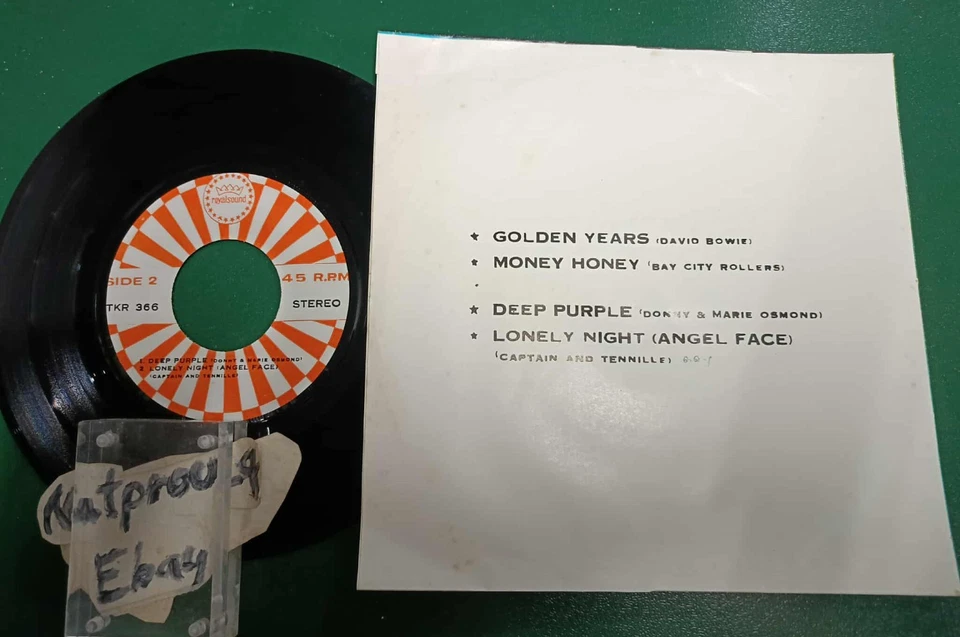 royalsound
SIDE 2
45 R.P.M
TKR 366
STEREO
1 DEEP PURPLE (DONNY & MARIE OSMOND)
2 LONELY NIGHT (ANGEL FACE)
(CAPTAIN AND TENNILLE)
★ GOLDEN YEARS (DAVID BOWIE)
★ MONEY HONEY (BAY CITY ROLLERS)
★ DEEP PURPLE (DONNY & MARIE OSMOND)
★ LONELY NIGHT (ANGEL FACE)
(CAPTAIN AND TENNILLE)
Ebay